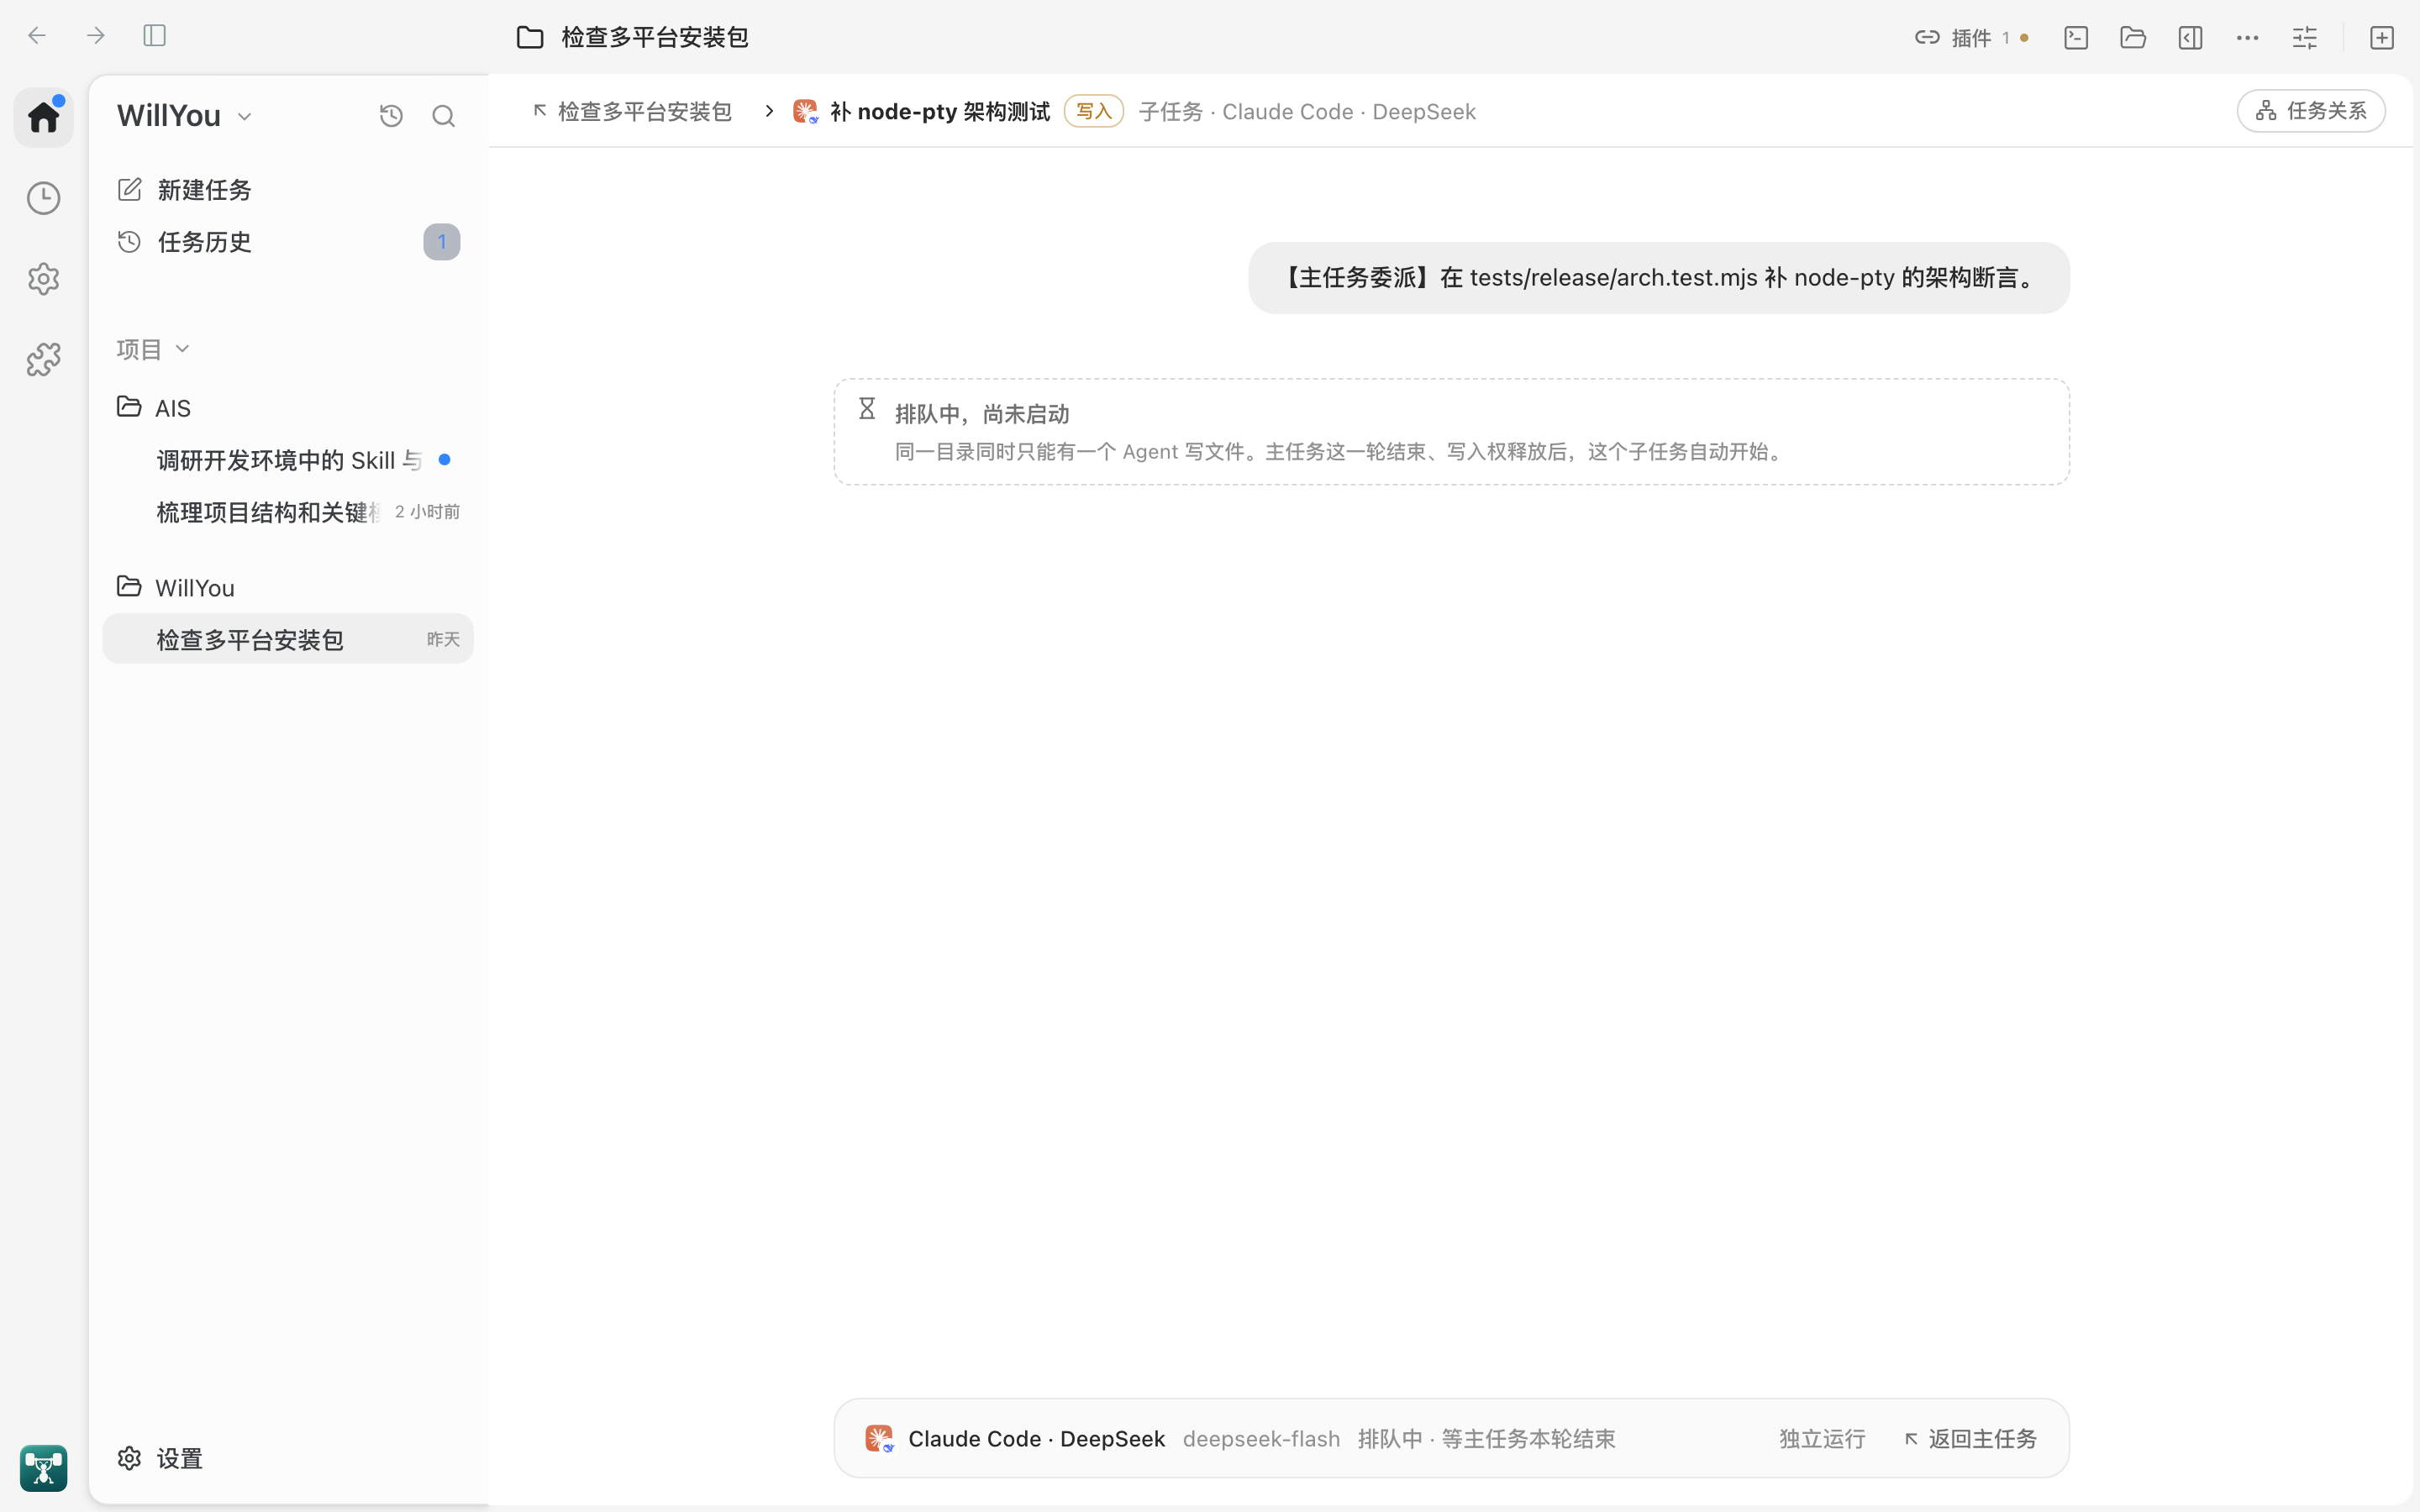 检查多平台安装包
插件 1
WillYou
检查多平台安装包 > 补 node-pty 架构测试 写入 子任务 · Claude Code · DeepSeek
任务关系
新建任务
任务历史 1
项目
AIS
调研开发环境中的 Skill 与
梳理项目结构和关键 2 小时前
WillYou
检查多平台安装包 昨天
设置
【主任务委派】在 tests/release/arch.test.mjs 补 node-pty 的架构断言。
排队中，尚未启动
同一目录同时只能有一个 Agent 写文件。主任务这一轮结束、写入权释放后，这个子任务自动开始。
Claude Code · DeepSeek deepseek-flash 排队中 · 等主任务本轮结束 独立运行 返回主任务